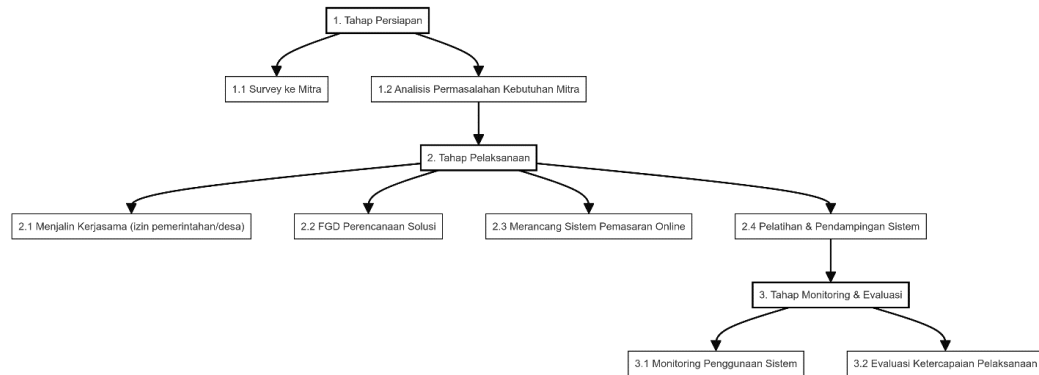 1. Tahap Persiapan
1.1 Survey ke Mitra
1.2 Analisis Permasalahan Kebutuhan Mitra
2. Tahap Pelaksanaan
2.1 Menjalin Kerjasama (izin pemerintahan/desa)
2.2 FGD Perencanaan Solusi
2.3 Merancang Sistem Pemasaran Online
2.4 Pelatihan & Pendampingan Sistem
3. Tahap Monitoring & Evaluasi
3.1 Monitoring Penggunaan Sistem
3.2 Evaluasi Ketercapaian Pelaksanaan